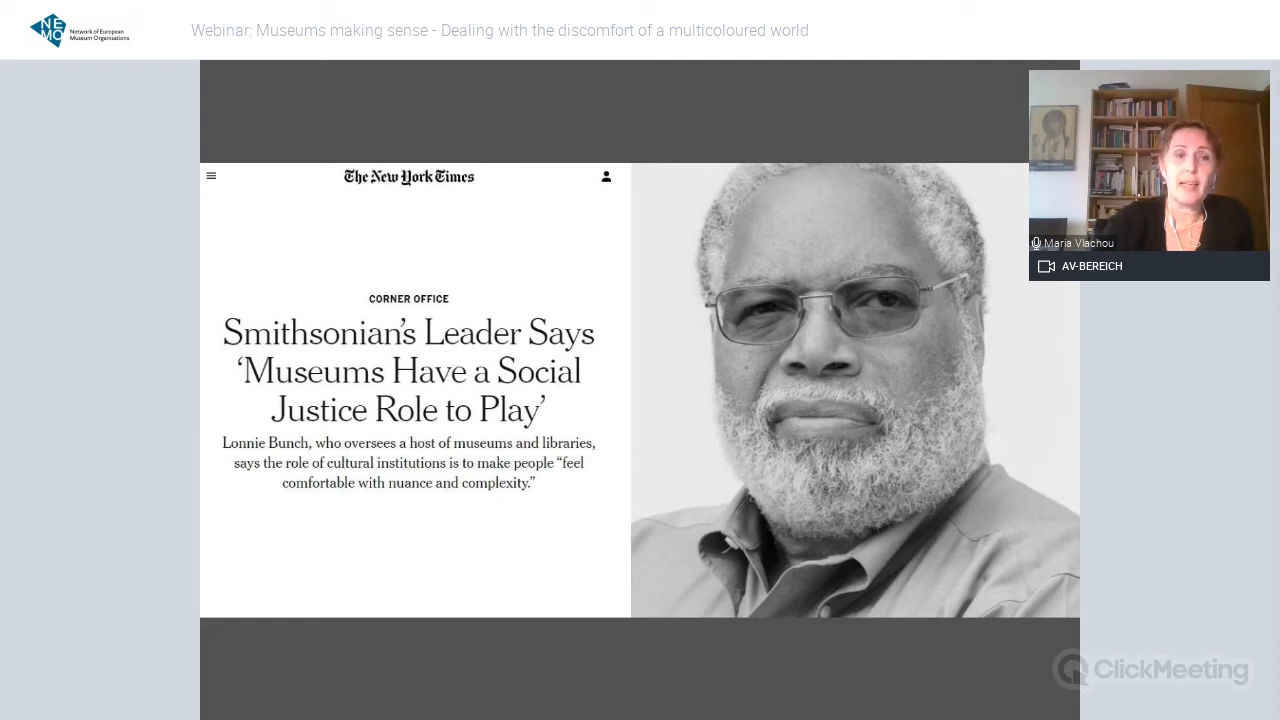 NE
MO
Network of European
Museum Organisations
Webinar: Museums making sense - Dealing with the discomfort of a multicoloured world
The New York Times
CORNER OFFICE
Smithsonian's Leader Says
‘Museums Have a Social
Justice Role to Play’
Lonnie Bunch, who oversees a host of museums and libraries,
says the role of cultural institutions is to make people “feel
comfortable with nuance and complexity.”
Maria Vlachou
AV-BEREICH
ClickMeeting